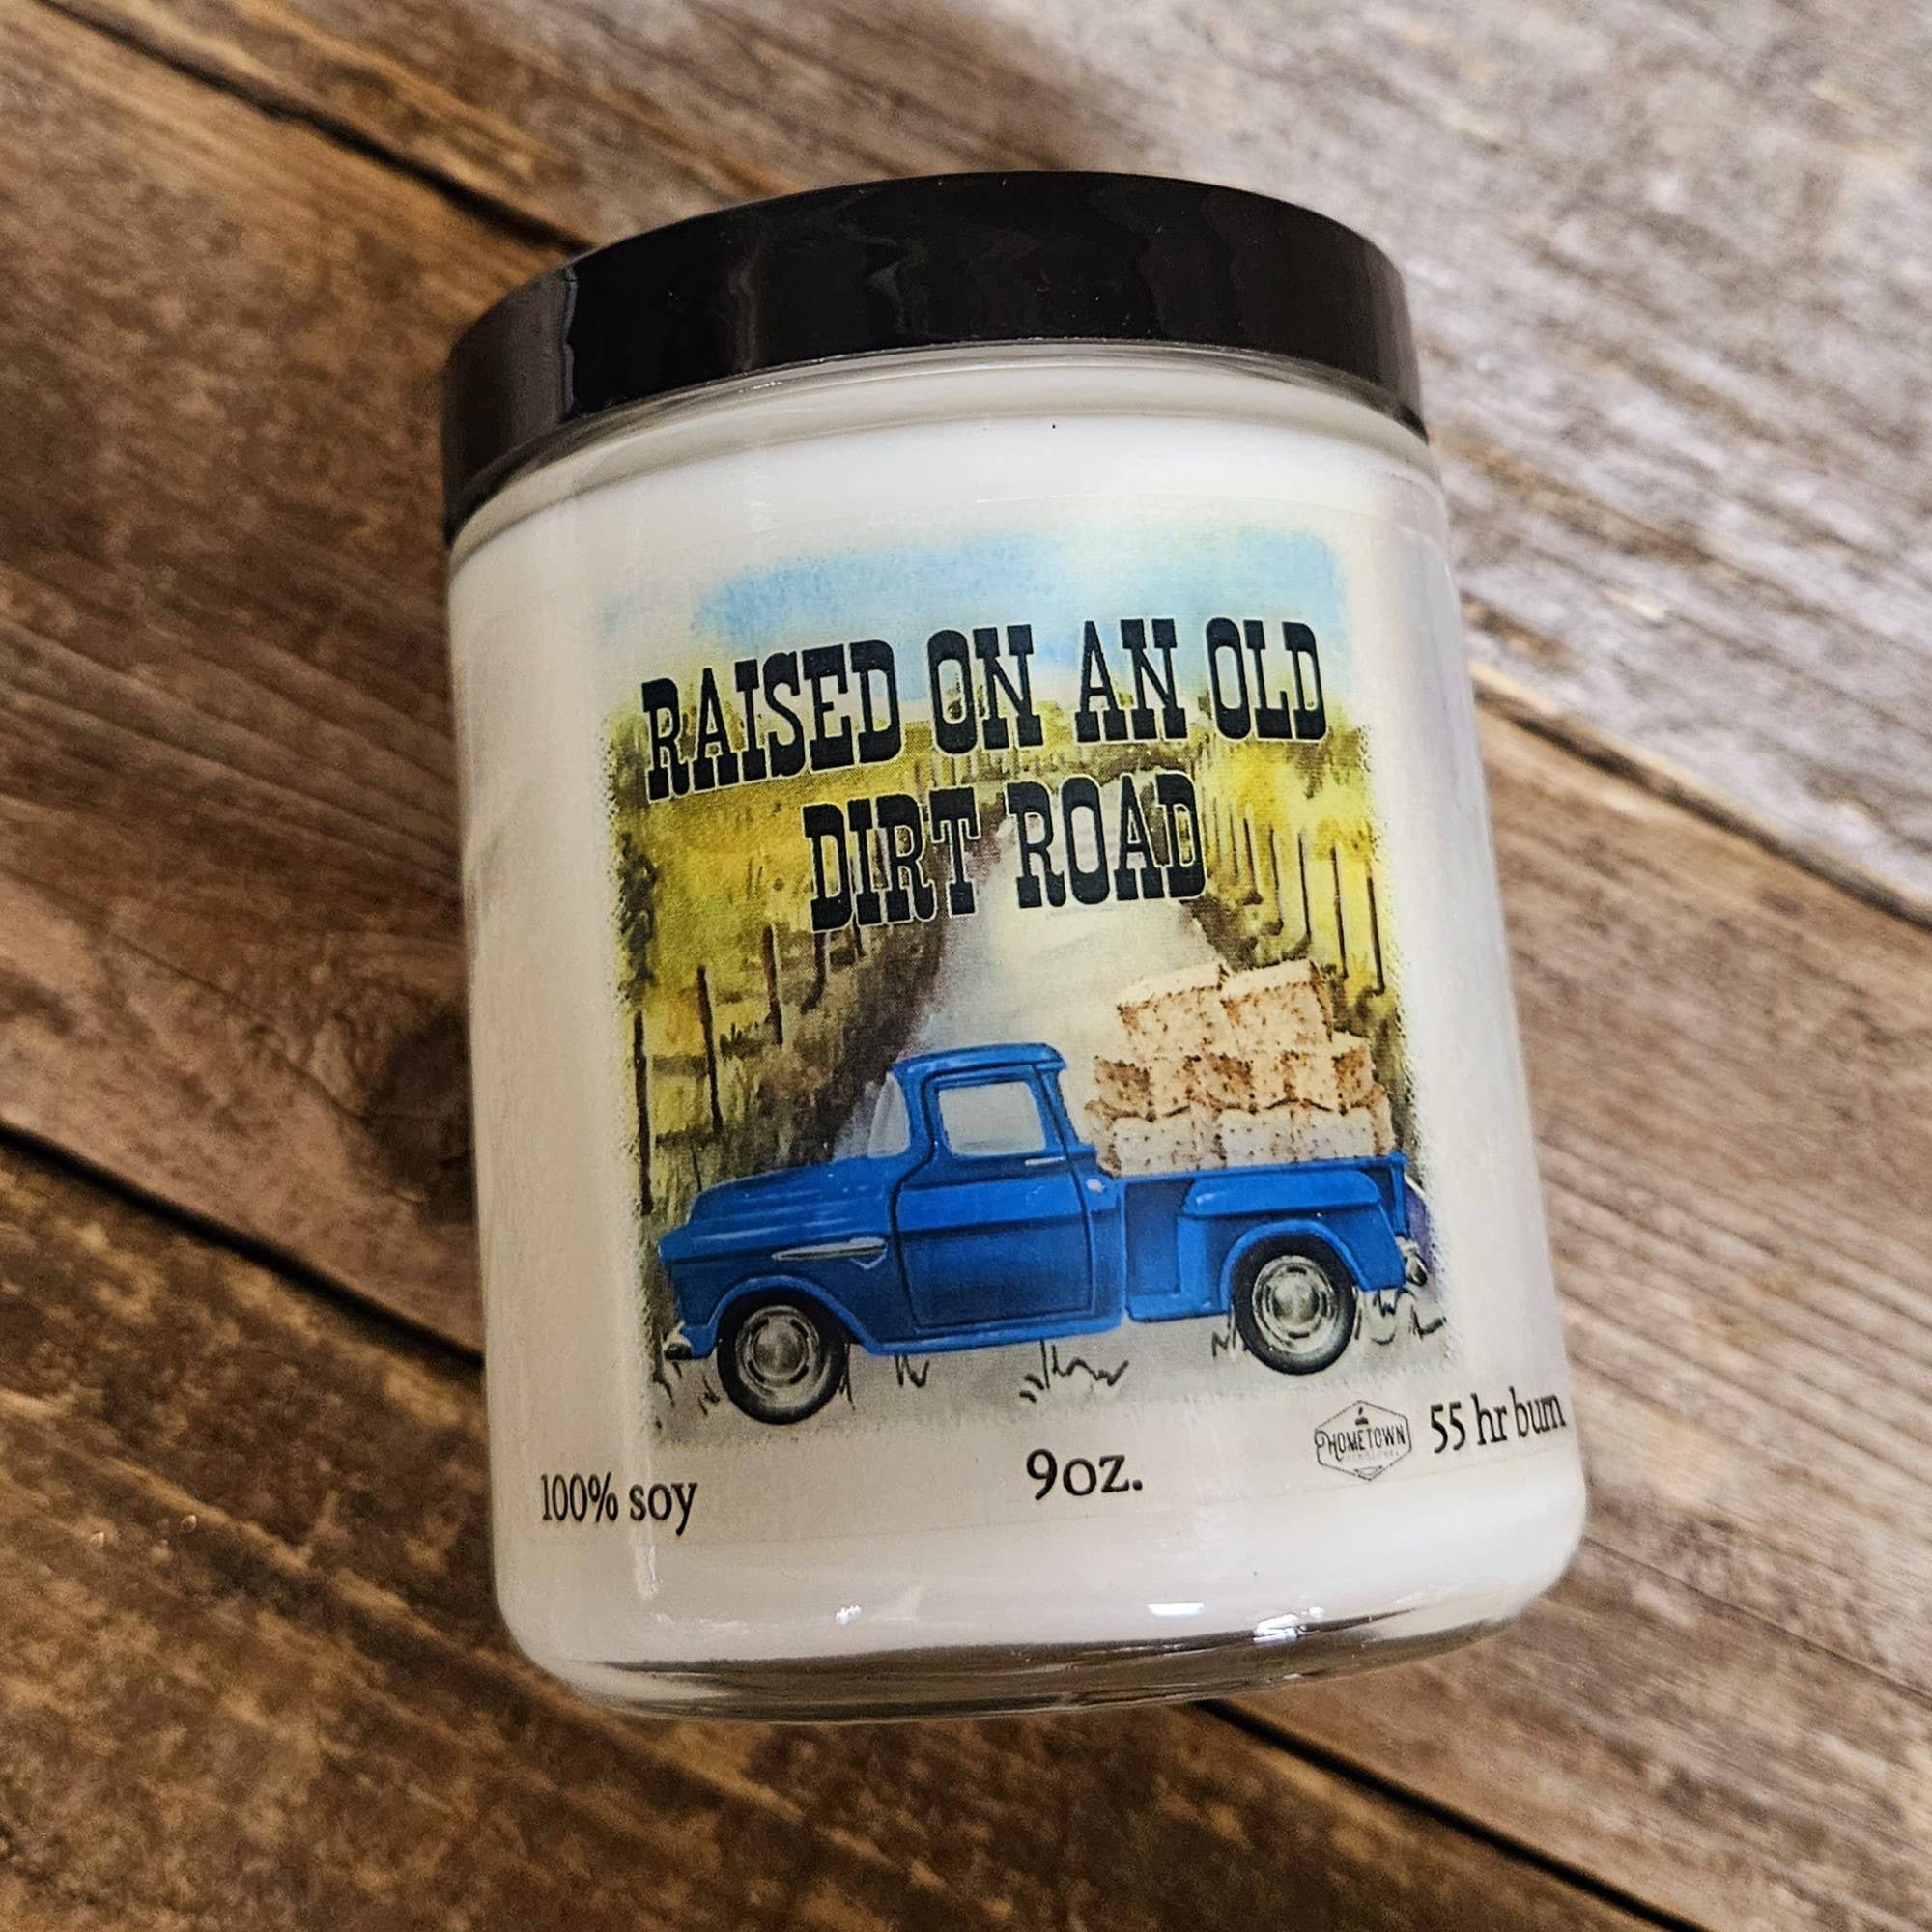 RAISED ON AN OLD
DIRT ROAD
100% soy
9oz.
HOMETOWN
55 hr burn